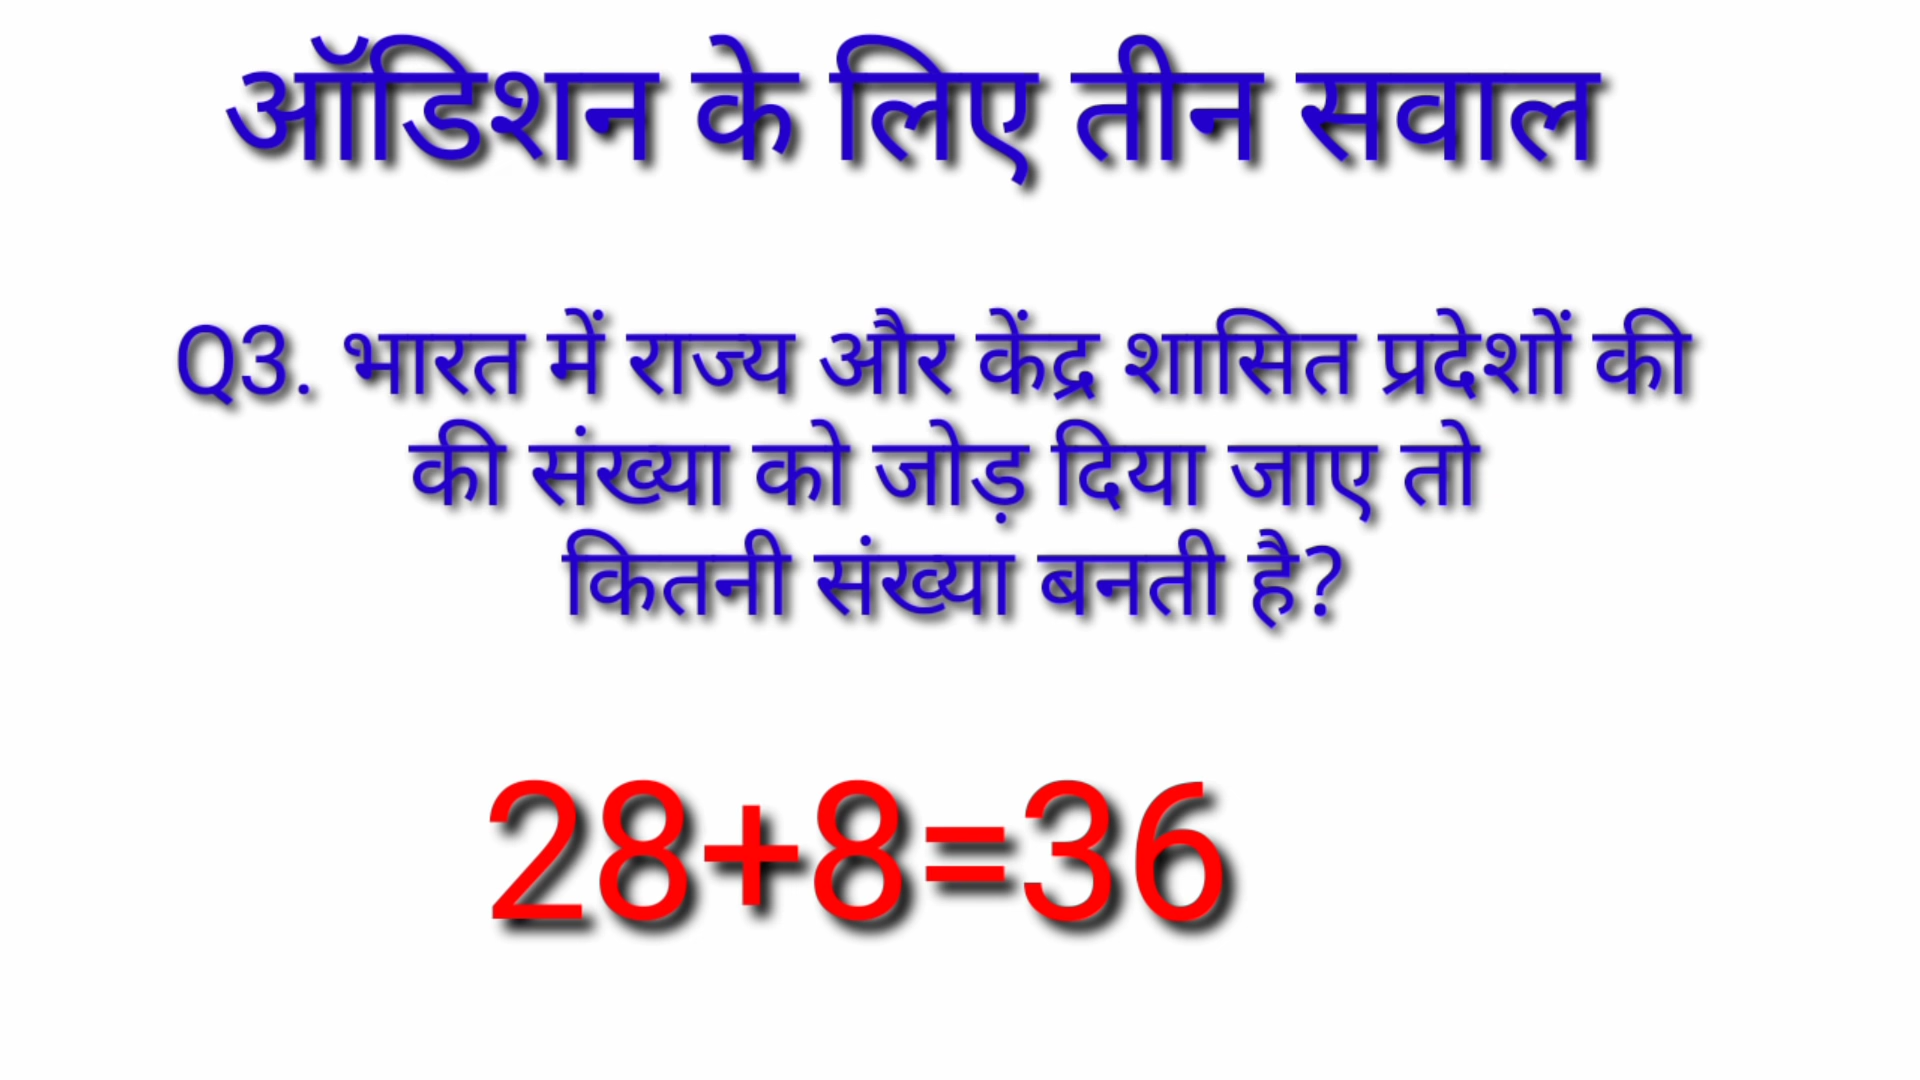 ऑडिशन के लिए तीन सवाल
Q3. भारत में राज्य और केंद्र शासित प्रदेशों की
की संख्या को जोड़ दिया जाए तो
कितनी संख्या बनती है?
28+8=36